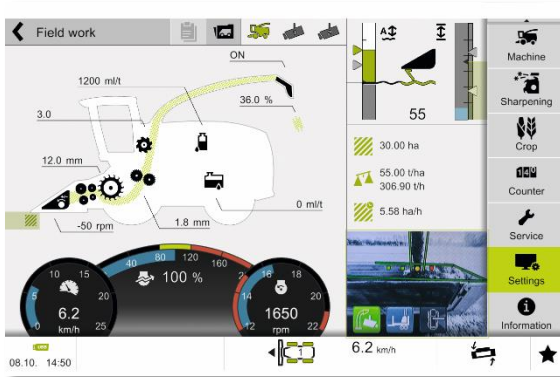 Field work
Machine
Sharpening
Crop
Counter
Service
Settings
Information
ON
1200 ml/t
36.0 %
3.0
12.0 mm
-50 rpm
1.8 mm
0 ml/t
55
30.00 ha
55.00 t/ha
306.90 t/h
5.58 ha/h
40 80 120 160
100 %
0 5 10 15 20 25
6.2
km/h
12 14 16 18 20 22
1650
rpm
08.10. 14:50
1
6.2 km/h